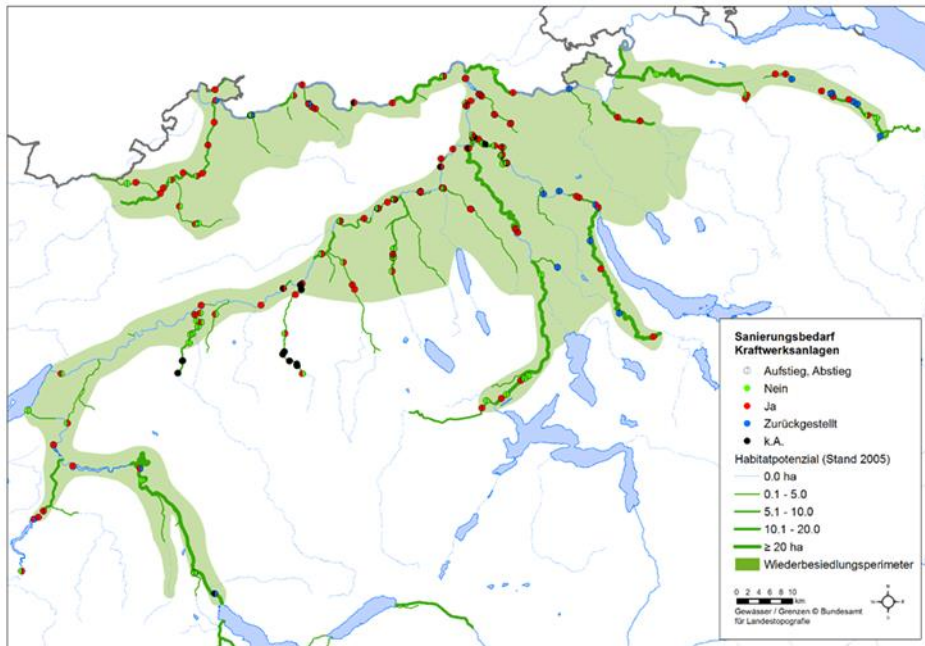 Sanierungsbedarf
Kraftwerksanlagen
Aufstieg, Abstieg
Nein
Ja
Zurückgestellt
k.A.
Habitatpotenzial (Stand 2005)
0.0 ha
0.1 - 5.0
5.1 - 10.0
10.1 - 20.0
≥ 20 ha
Wiederbesiedlungsperimeter
0 2 4 6 8 10
km
Gewässer / Grenzen © Bundesamt
für Landestopografie